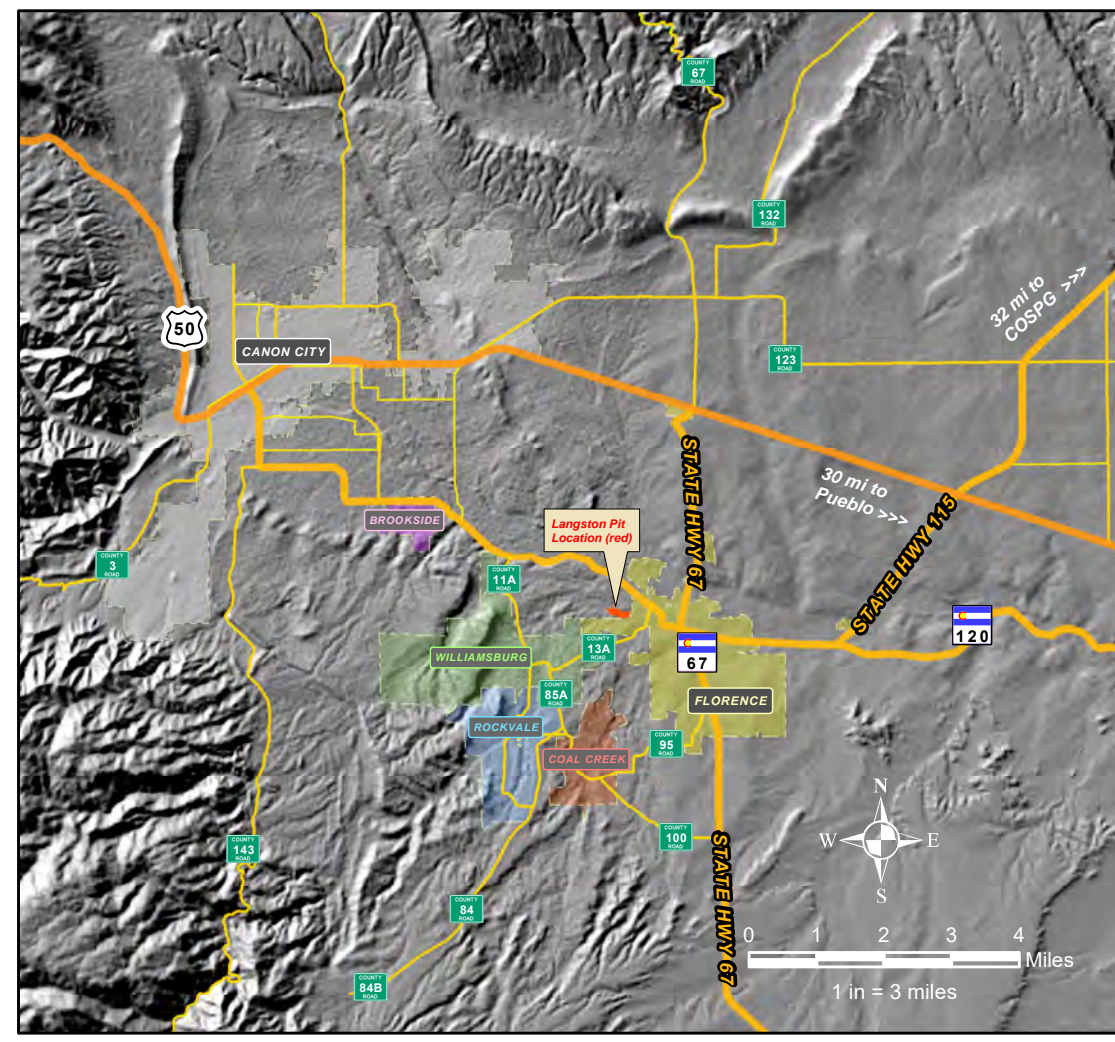 COUNTY
67
ROAD
COUNTY
132
ROAD
32 mi to
COSPG >>>
50
CANON CITY
COUNTY
123
ROAD
STATE HWY 67
30 mi to
Pueblo >>>
STATE HWY 115
BROOKSIDE
Langston Pit
Location (red)
COUNTY
3
ROAD
COUNTY
11A
ROAD
120
COUNTY
13A
ROAD
WILLIAMSBURG
67
COUNTY
85A
ROAD
FLORENCE
ROCKVALE
COUNTY
95
ROAD
COAL CREEK
N
W E
S
COUNTY
143
ROAD
COUNTY
100
ROAD
STATE HWY 67
COUNTY
84
ROAD
COUNTY
84B
ROAD
0 1 2 3 4
Miles
1 in = 3 miles